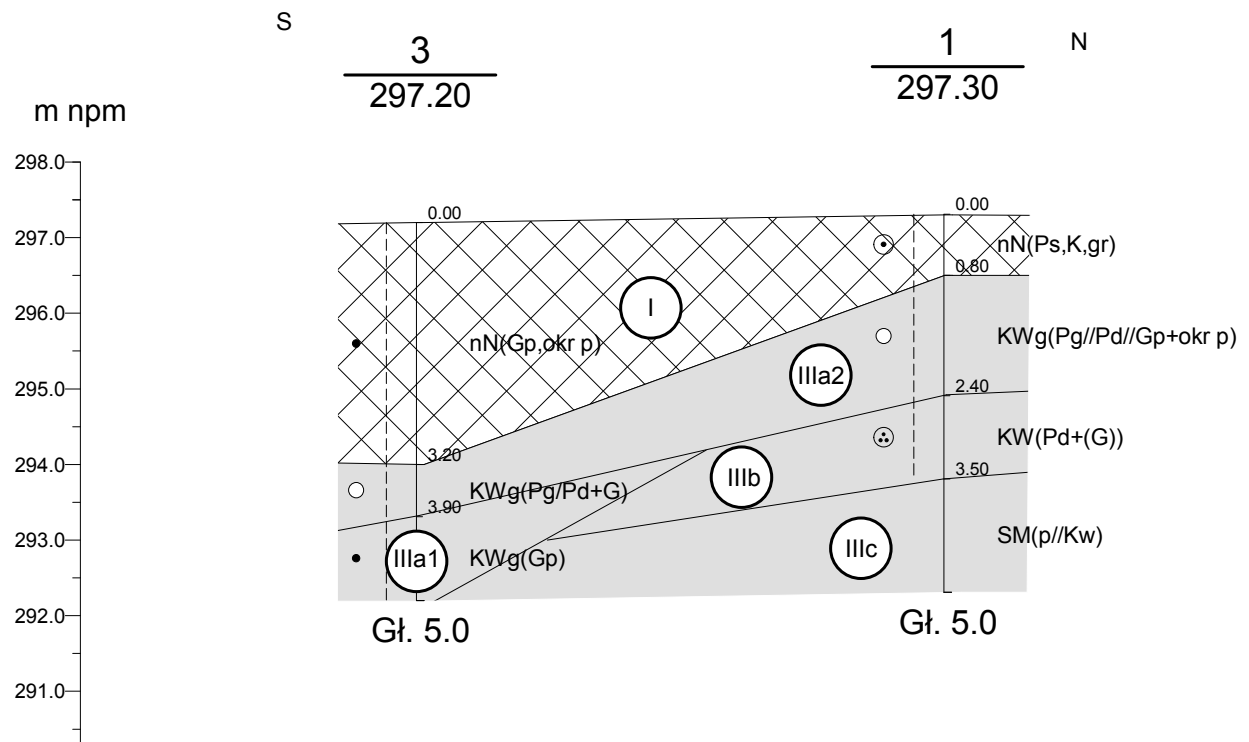 S
3
297.20
1
297.30
N
m npm
298.0
297.0
296.0
295.0
294.0
293.0
292.0
291.0
0.00
0.00
nN(Ps,K,gr)
0.80
I
nN(Gp,okr p)
KWg(Pg//Pd//Gp+okr p)
IIIa2
2.40
KW(Pd+(G))
3.20
3.50
KWg(Pg/Pd+G)
IIIb
3.90
SM(p//Kw)
IIIa1
KWg(Gp)
IIIc
Gł. 5.0
Gł. 5.0